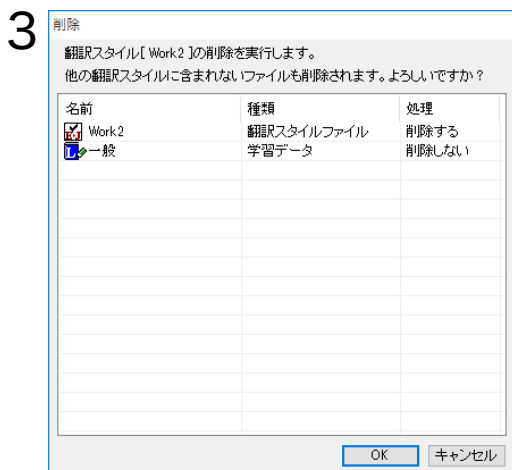 3
削除
翻訳スタイル[ Work2 ]の削除を実行します。
他の翻訳スタイルに含まれないファイルも削除されます。よろしいですか？
名前 種類 処理
Work2 翻訳スタイルファイル 削除する
一般 学習データ 削除しない
OK キャンセル